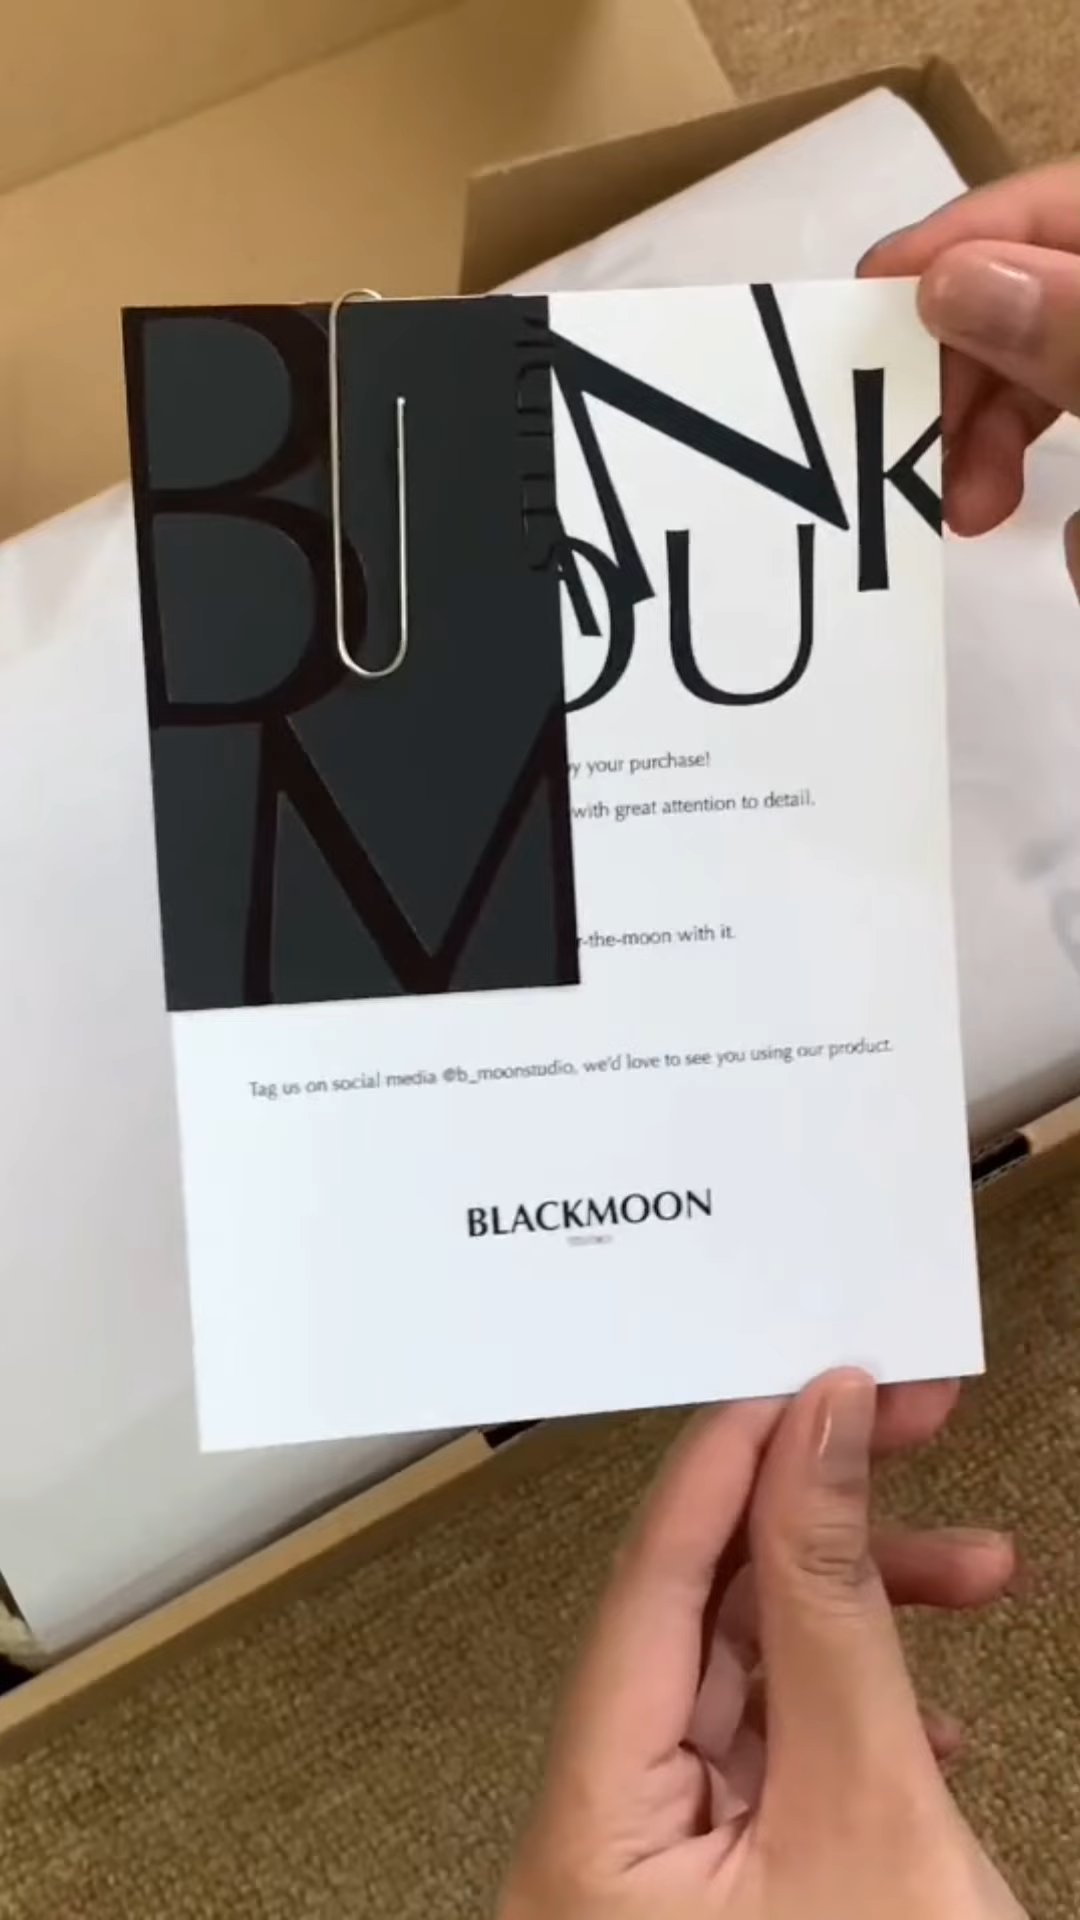 B
M
STUDIO
N K
OU
your purchase!
with great attention to detail.
-the-moon with it.
Tag us on social media @b_moonstudio, we'd love to see you using our product.
BLACKMOON